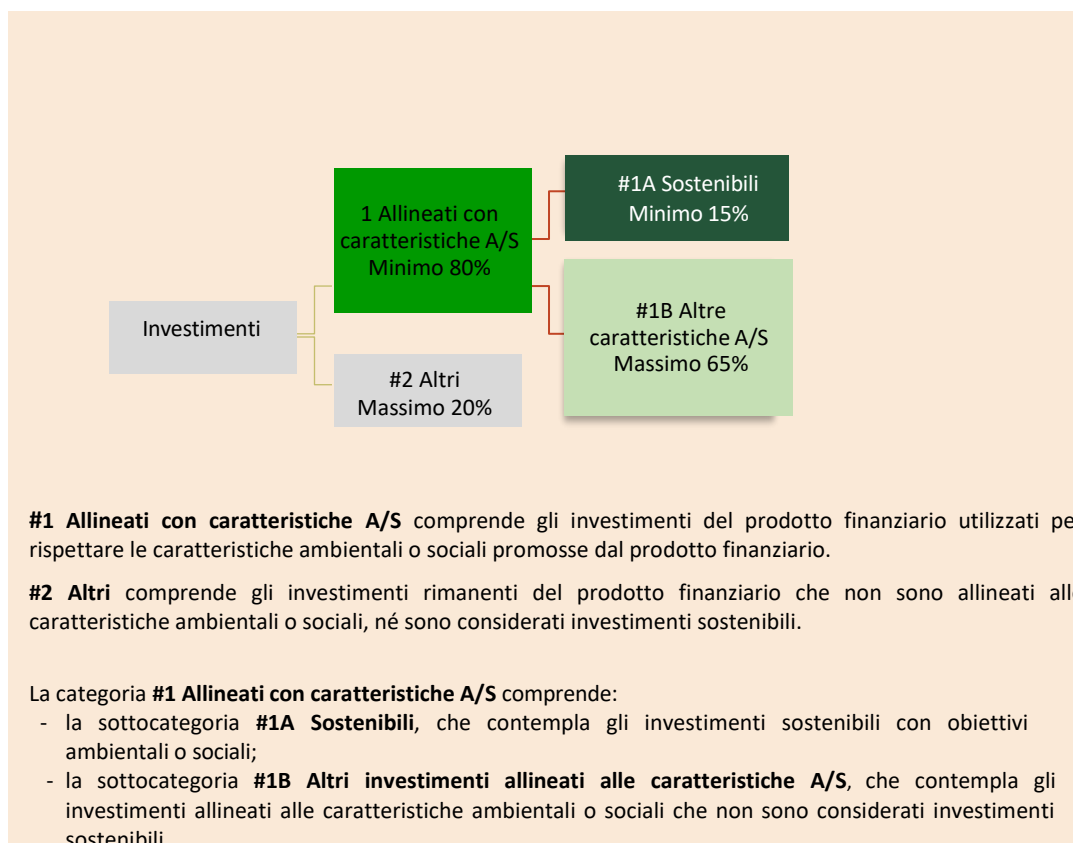 #1A Sostenibili
Minimo 15%
1 Allineati con
caratteristiche A/S
Minimo 80%
#1B Altre
caratteristiche A/S
Massimo 65%
Investimenti
#2 Altri
Massimo 20%
#1 Allineati con caratteristiche A/S comprende gli investimenti del prodotto finanziario utilizzati pe
rispettare le caratteristiche ambientali o sociali promosse dal prodotto finanziario.
#2 Altri comprende gli investimenti rimanenti del prodotto finanziario che non sono allineati all
caratteristiche ambientali o sociali, né sono considerati investimenti sostenibili.
La categoria #1 Allineati con caratteristiche A/S comprende:
- la sottocategoria #1A Sostenibili, che contempla gli investimenti sostenibili con obiettivi
ambientali o sociali;
- la sottocategoria #1B Altri investimenti allineati alle caratteristiche A/S, che contempla gli
investimenti allineati alle caratteristiche ambientali o sociali che non sono considerati investimenti
sostenibili